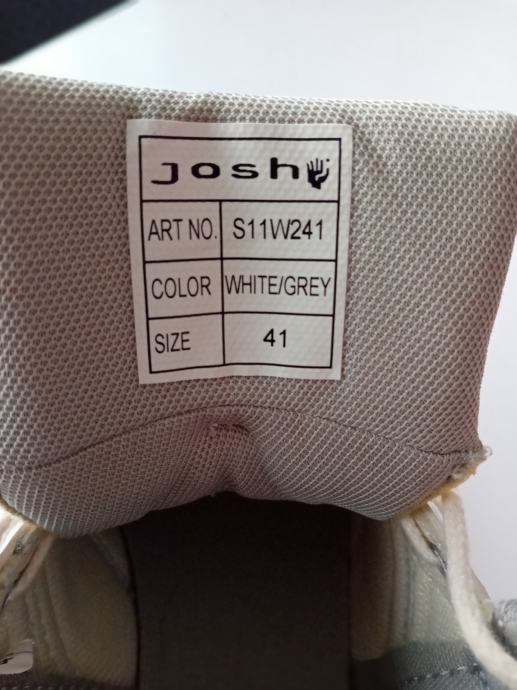 josh
ART NO. S11W241
COLOR WHITE/GREY
SIZE 41